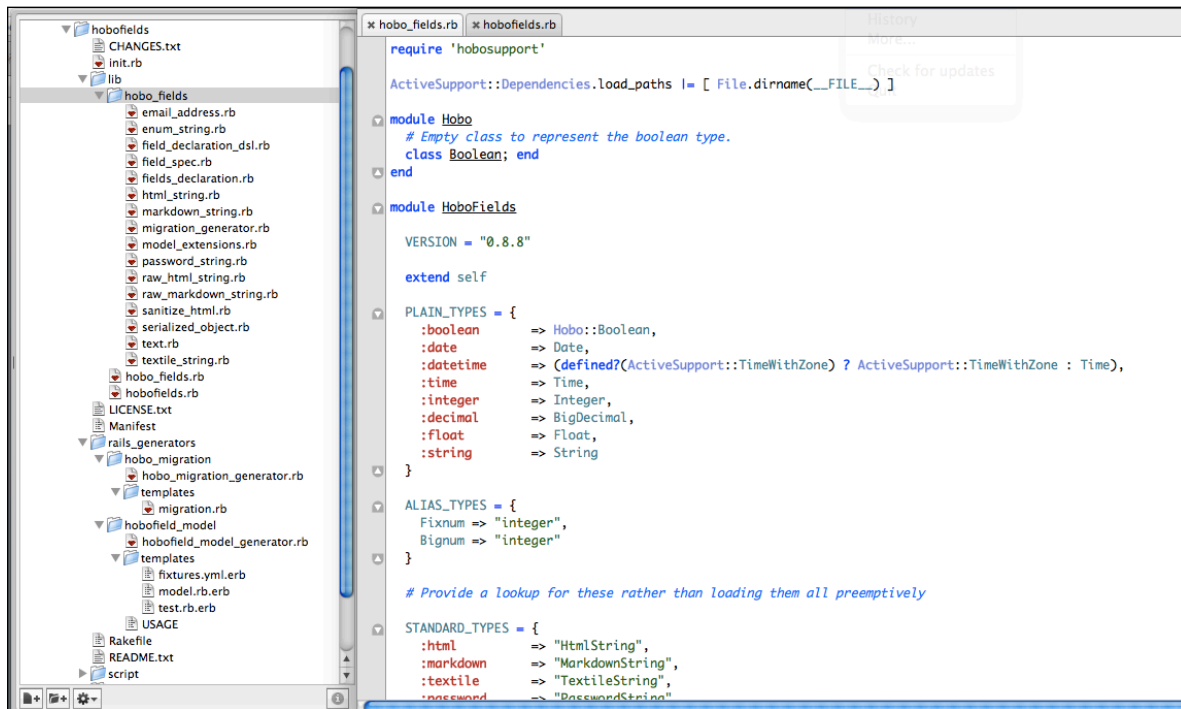 hobofields
CHANGES.txt
init.rb
lib
hobo_fields
email_address.rb
enum_string.rb
field_declaration_dsl.rb
field_spec.rb
fields_declaration.rb
html_string.rb
markdown_string.rb
migration_generator.rb
model_extensions.rb
password_string.rb
raw_html_string.rb
raw_markdown_string.rb
sanitize_html.rb
serialized_object.rb
text.rb
textile_string.rb
hobo_fields.rb
hobofields.rb
LICENSE.txt
Manifest
rails_generators
hobo_migration
hobo_migration_generator.rb
templates
migration.rb
hobofield_model
hobofield_model_generator.rb
templates
fixtures.yml.erb
model.rb.erb
test.rb.erb
USAGE
Rakefile
README.txt
script
hobo_fields.rb hobofields.rb
History
More...
Check for updates
require 'hobosupport'
ActiveSupport::Dependencies.load_paths |= [ File.dirname(__FILE__) ]
module Hobo
# Empty class to represent the boolean type.
class Boolean; end
end
module HoboFields
VERSION = "0.8.8"
extend self
PLAIN_TYPES = {
:boolean => Hobo::Boolean,
:date => Date,
:datetime => (defined?(ActiveSupport::TimeWithZone) ? ActiveSupport::TimeWithZone : Time),
:time => Time,
:integer => Integer,
:decimal => BigDecimal,
:float => Float,
:string => String
}
ALIAS_TYPES = {
Fixnum => "integer",
Bignum => "integer"
}
# Provide a lookup for these rather than loading them all preemptively
STANDARD_TYPES = {
:html => "HtmlString",
:markdown => "MarkdownString",
:textile => "TextileString",
:password => "PasswordString"